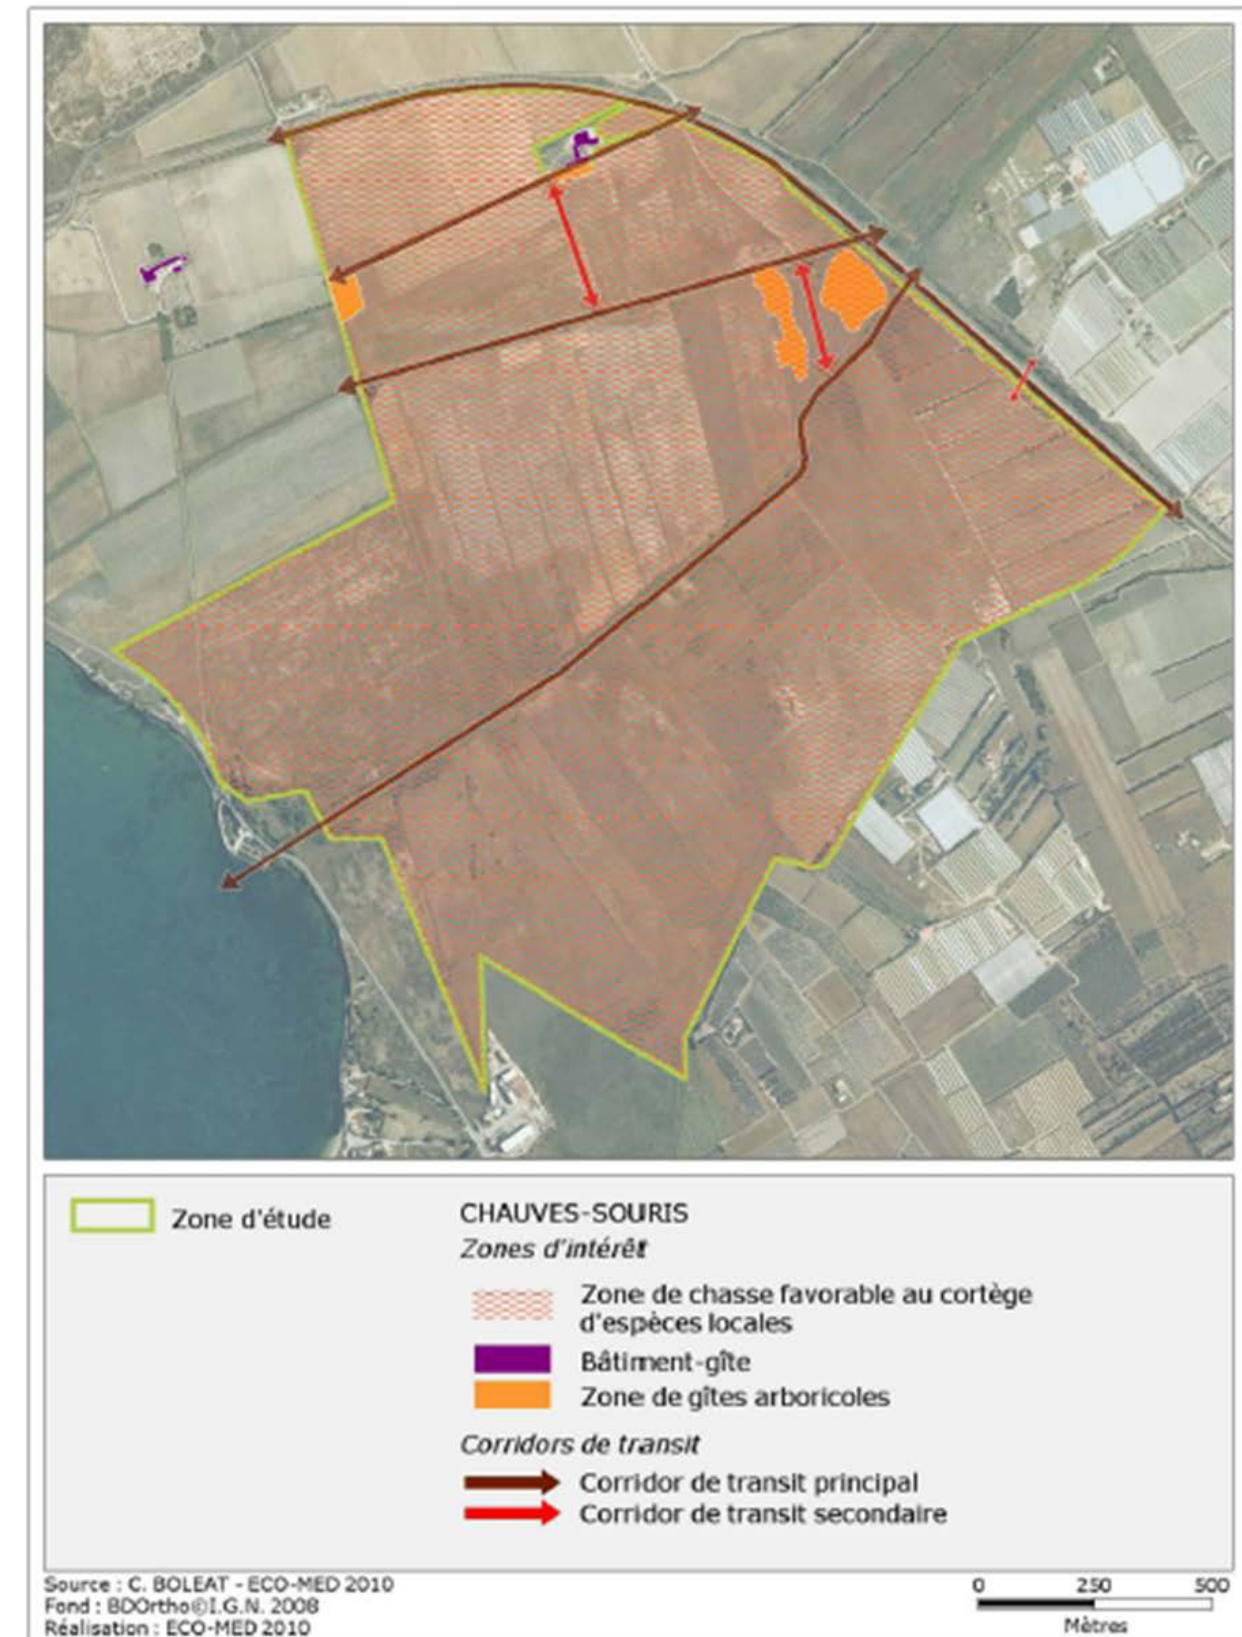 Zone d'étude
CHAUVES-SOURIS
Zones d'intérêt
Zone de chasse favorable au cortège
d'espèces locales
Bâtiment-gîte
Zone de gîtes arboricoles
Corridors de transit
Corridor de transit principal
Corridor de transit secondaire
Source : C. BOLEAT - ECO-MED 2010
Fond : BDOrtho©I.G.N. 2008
Réalisation : ECO-MED 2010
0 250 500
Mètres